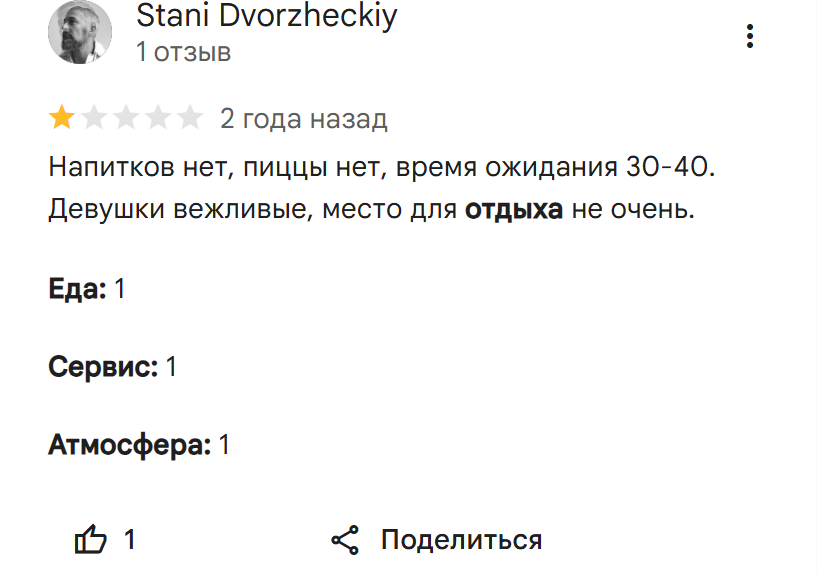 Stani Dvorzheckiy
1 отзыв
2 года назад
Напитков нет, пиццы нет, время ожидания 30-40.
Девушки вежливые, место для отдыха не очень.
Еда: 1
Сервис: 1
Атмосфера: 1
1 Поделиться